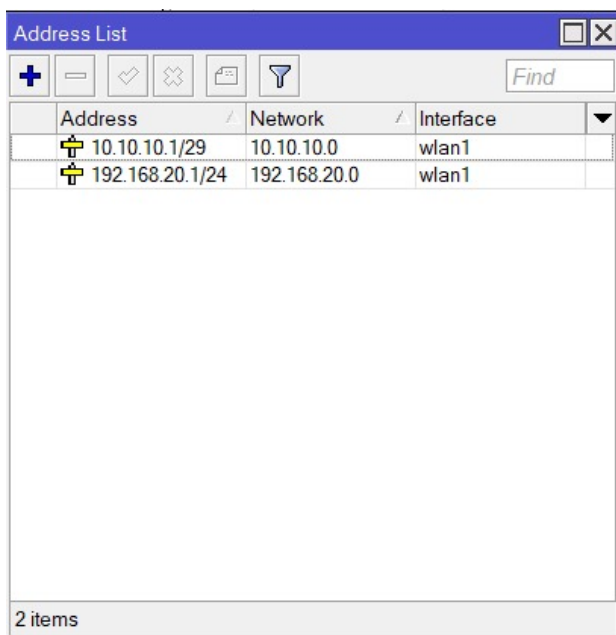 Address List
Find
Address Network Interface
10.10.10.1/29 10.10.10.0 wlan1
192.168.20.1/24 192.168.20.0 wlan1
2 items